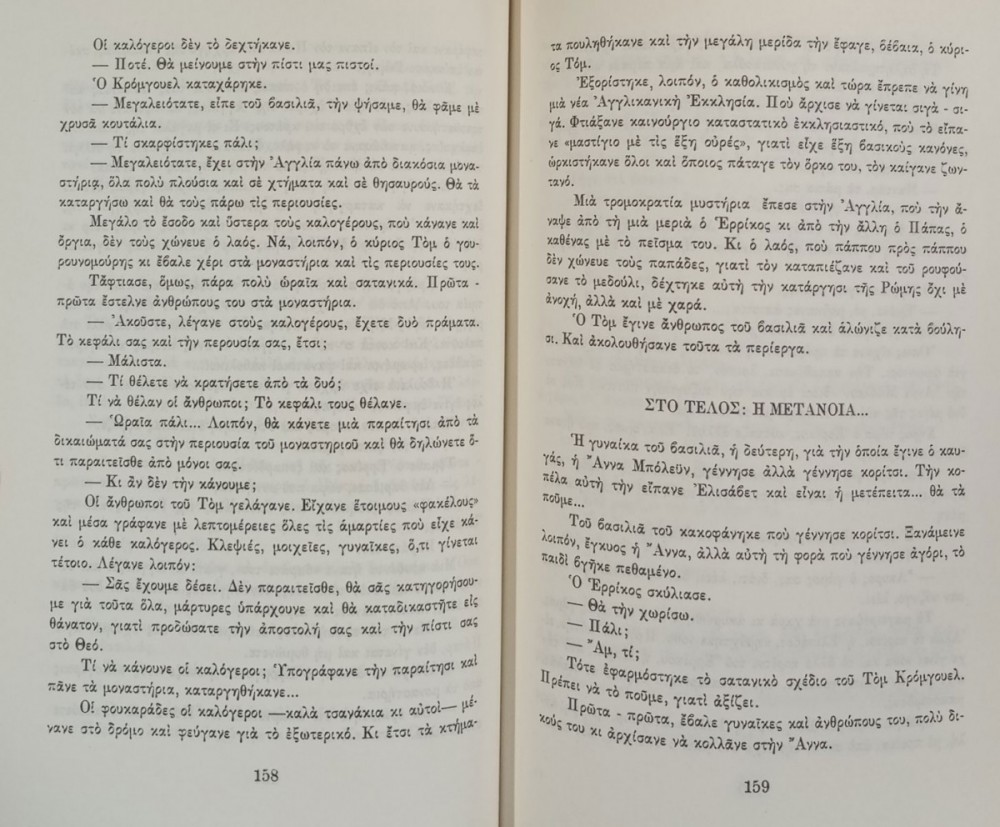 Οἱ καλόγεροι δὲν τὸ δεχτήκανε.
— Ποτέ. Θὰ μείνουμε στὴν πίστι μας πιστοί.
Ὁ Κρόμγουελ καταχάρηκε.
— Μεγαλειότατε, εἶπε τοῦ βασιλιᾶ, τὴν ψήσαμε, θὰ φᾶμε μὲ
χρυσᾶ κουτάλια.
— Τί σκαρφίστηκες πάλι;
— Μεγαλειότατε, ἔχει στὴν Ἀγγλία πάνω ἀπὸ διακόσια μονα-
στήρια, ὅλα πολὺ πλούσια καὶ σὲ χτήματα καὶ σὲ θησαυρούς. Θὰ τὰ
καταργήσω καὶ θὰ τοὺς πάρω τὶς περιουσίες.
Μεγάλο τὸ ἔσοδο καὶ ὕστερα τοὺς καλογέρους, ποὺ κάνανε καὶ
ὄργια, δὲν τοὺς χώνευε ὁ λαός. Νά, λοιπόν, ὁ κύριος Τὸμ ὁ γου-
ρουνομούρης κι ἔβαλε χέρι στὰ μοναστήρια καὶ τὶς περιουσίες τους.
Τἄφτιασε, ὅμως, πάρα πολὺ ὡραῖα καὶ σατανικά. Πρῶτα -
πρῶτα ἔστελνε ἀνθρώπους του στὰ μοναστήρια.
— Ἀκοῦστε, λέγανε στοὺς καλογέρους, ἔχετε δυὸ πράματα.
Τὸ κεφάλι σας καὶ τὴν περουσία σας, ἔτσι;
— Μάλιστα.
— Τί θέλετε νὰ κρατήσετε ἀπὸ τὰ δυό;
Τί νὰ θέλαν οἱ ἄνθρωποι; Τὸ κεφάλι τους θέλανε.
— Ὡραῖα πάλι... Λοιπόν, θὰ κάνετε μιὰ παραίτησι ἀπὸ τὰ
δικαιώματά σας στὴν περιουσία τοῦ μοναστηριοῦ καὶ θὰ δηλώνετε ὅ-
τι παραιτεῖσθε ἀπὸ μόνοι σας.
— Κι ἂν δὲν τὴν κάνουμε;
Οἱ ἄνθρωποι τοῦ Τὸμ γελάγανε. Εἴχανε ἕτοιμους «φακέλους»
καὶ μέσα γράφανε μὲ λεπτομέρειες ὅλες τὶς ἁμαρτίες ποὺ εἶχε κά-
νει ὁ κάθε καλόγερος. Κλεψιές, μοιχεῖες, γυναῖκες, ὅ,τι γίνεται
τέτοιο. Λέγανε λοιπόν:
— Σᾶς ἔχουμε δέσει. Δὲν παραιτεῖσθε, θὰ σᾶς κατηγορήσου-
με γιὰ τοῦτα ὅλα, μάρτυρες ὑπάρχουνε καὶ θὰ καταδικαστῆτε εἰς
θάνατον, γιατὶ προδώσατε τὴν ἀποστολή σας καὶ τὴν πίστι σας
στὸ Θεό.
Τί νὰ κάνουνε οἱ καλόγεροι; Ὑπογράφανε τὴν παραίτησι καὶ
πᾶνε τὰ μοναστήρια, καταργηθήκανε...
Οἱ φουκαράδες οἱ καλόγεροι —καλὰ τσανάκια κι αὐτοὶ— μέ-
νανε στὸ δρόμο καὶ φεύγανε γιὰ τὸ ἐξωτερικό. Κι ἔτσι τὰ κτήμα-
158
τα πουληθήκανε καὶ τὴν μεγάλη μερίδα τὴν ἔφαγε, βέβαια, ὁ κύρι-
ος Τόμ.
Ἐξορίστηκε, λοιπόν, ὁ καθολικισμὸς καὶ τώρα ἔπρεπε νὰ γίνη
μιὰ νέα Ἀγγλικανικὴ Ἐκκλησία. Ποὺ ἄρχισε νὰ γίνεται σιγὰ - σι-
γά. Φτιάξανε καινούργιο καταστατικὸ ἐκκλησιαστικό, ποὺ τὸ εἴπα-
νε «μαστίγιο μὲ τὶς ἕξη οὐρές», γιατὶ εἶχε ἕξη βασικοὺς κανόνες,
ὡρκιστήκανε ὅλοι καὶ ὅποιος πάταγε τὸν ὅρκο του, τὸν καίγανε ζων-
τανό.
Μιὰ τρομοκρατία μυστήρια ἔπεσε στὴν Ἀγγλία, ποὺ τὴν ἄ-
ναψε ἀπὸ τὴ μιὰ μεριὰ ὁ Ἑρρίκος κι ἀπὸ τὴν ἄλλη ὁ Πάπας, ὁ
καθένας μὲ τὸ πεῖσμα του. Κι ὁ λαός, ποὺ πάππου πρὸς πάππου
δὲν χώνευε τοὺς παπάδες, γιατὶ τὸν καταπιέζανε καὶ τοῦ ρουφού-
σανε τὸ μεδούλι, δέχτηκε αὐτὴ τὴν κατάργησι τῆς Ρώμης ὄχι μὲ
ἀνοχή, ἀλλὰ καὶ μὲ χαρά.
Ὁ Τὸμ ἔγινε ἄνθρωπος τοῦ βασιλιᾶ καὶ ἀλώνιζε κατὰ βούλη-
σι. Καὶ ἀκολουθήσανε τοῦτα τὰ περίεργα.
ΣΤΟ ΤΕΛΟΣ: Η ΜΕΤΑΝΟΙΑ...
Ἡ γυναίκα τοῦ βασιλιᾶ, ἡ δεύτερη, γιὰ τὴν ὁποία ἔγινε ὁ καυ-
γάς, ἡ Ἄννα Μπόλεϋν, γέννησε ἀλλὰ γέννησε κορίτσι. Τὴν κο-
πέλα αὐτὴ τὴν εἴπανε Ἐλισάβετ καὶ εἶναι ἡ μετέπειτα... θὰ τὰ
ποῦμε...
Τοῦ βασιλιᾶ τοῦ κακοφάνηκε ποὺ γέννησε κορίτσι. Ξανάμεινε
λοιπόν, ἔγκυος ἡ Ἄννα, ἀλλὰ αὐτὴ τὴ φορὰ ποὺ γέννησε ἀγόρι, τὸ
παιδὶ βγῆκε πεθαμένο.
Ὁ Ἑρρίκος σκύλιασε.
— Θὰ τὴν χωρίσω.
— Πάλι;
— Ἄμ, τί;
Τότε ἐφαρμόστηκε τὸ σατανικὸ σχέδιο τοῦ Τὸμ Κρόμγουελ.
Πρέπει νὰ τὸ ποῦμε, γιατὶ ἀξίζει.
Πρῶτα - πρῶτα, ἔβαλε γυναῖκες καὶ ἀνθρώπους του, πολὺ δι-
κούς του κι ἀρχίσανε νὰ κολλᾶνε στὴν Ἄννα.
159